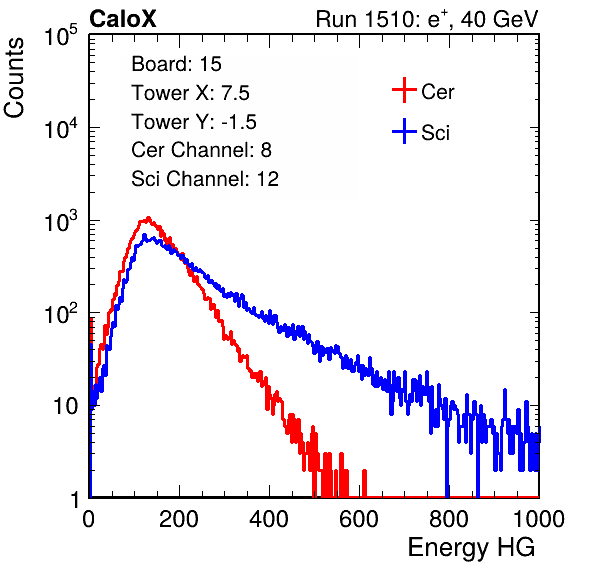 CaloX Run 1510: e⁺, 40 GeV
Counts
Board: 15
Tower X: 7.5
Tower Y: -1.5
Cer Channel: 8
Sci Channel: 12
Cer
Sci
10⁵
10⁴
10³
10²
10
1
0 200 400 600 800 1000
Energy HG